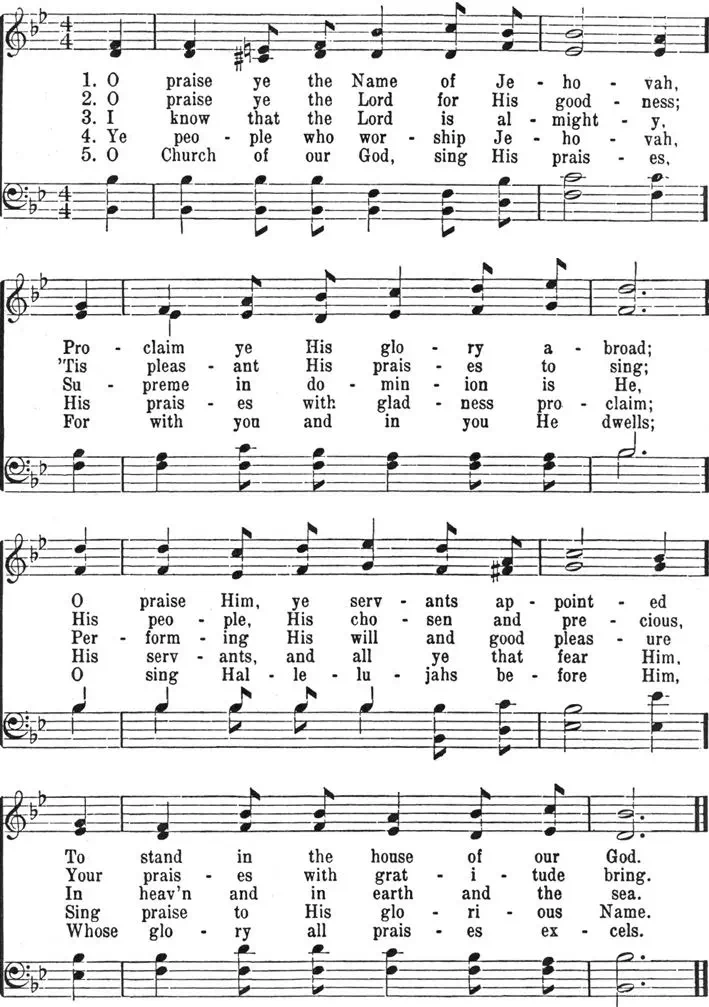 4 4
1. O praise ye the Name of Je - ho - vah,
2. O praise ye the Lord for His good - ness;
3. I know that the Lord is al - might - y,
4. Ye peo - ple who wor - ship Je - ho - vah,
5. O Church of our God, sing His prais - es,
4 4
Pro - claim ye His glo - ry a - broad;
'Tis pleas - ant His prais - es to sing;
Su - preme in do - min - ion is He,
His prais - es with glad - ness pro - claim;
For with you and in you He dwells;
O praise Him, ye serv - ants ap - point - ed
His peo - ple, His cho - sen and pre - cious,
Per - form - ing His will and good pleas - ure
His serv - ants, and all ye that fear Him,
O sing Hal - le - lu - jahs be - fore Him,
To stand in the house of our God.
Your prais - es with grat - i - tude bring.
In heav'n and in earth and the sea.
Sing praise to His glo - ri - ous Name.
Whose glo - ry all prais - es ex - cels.